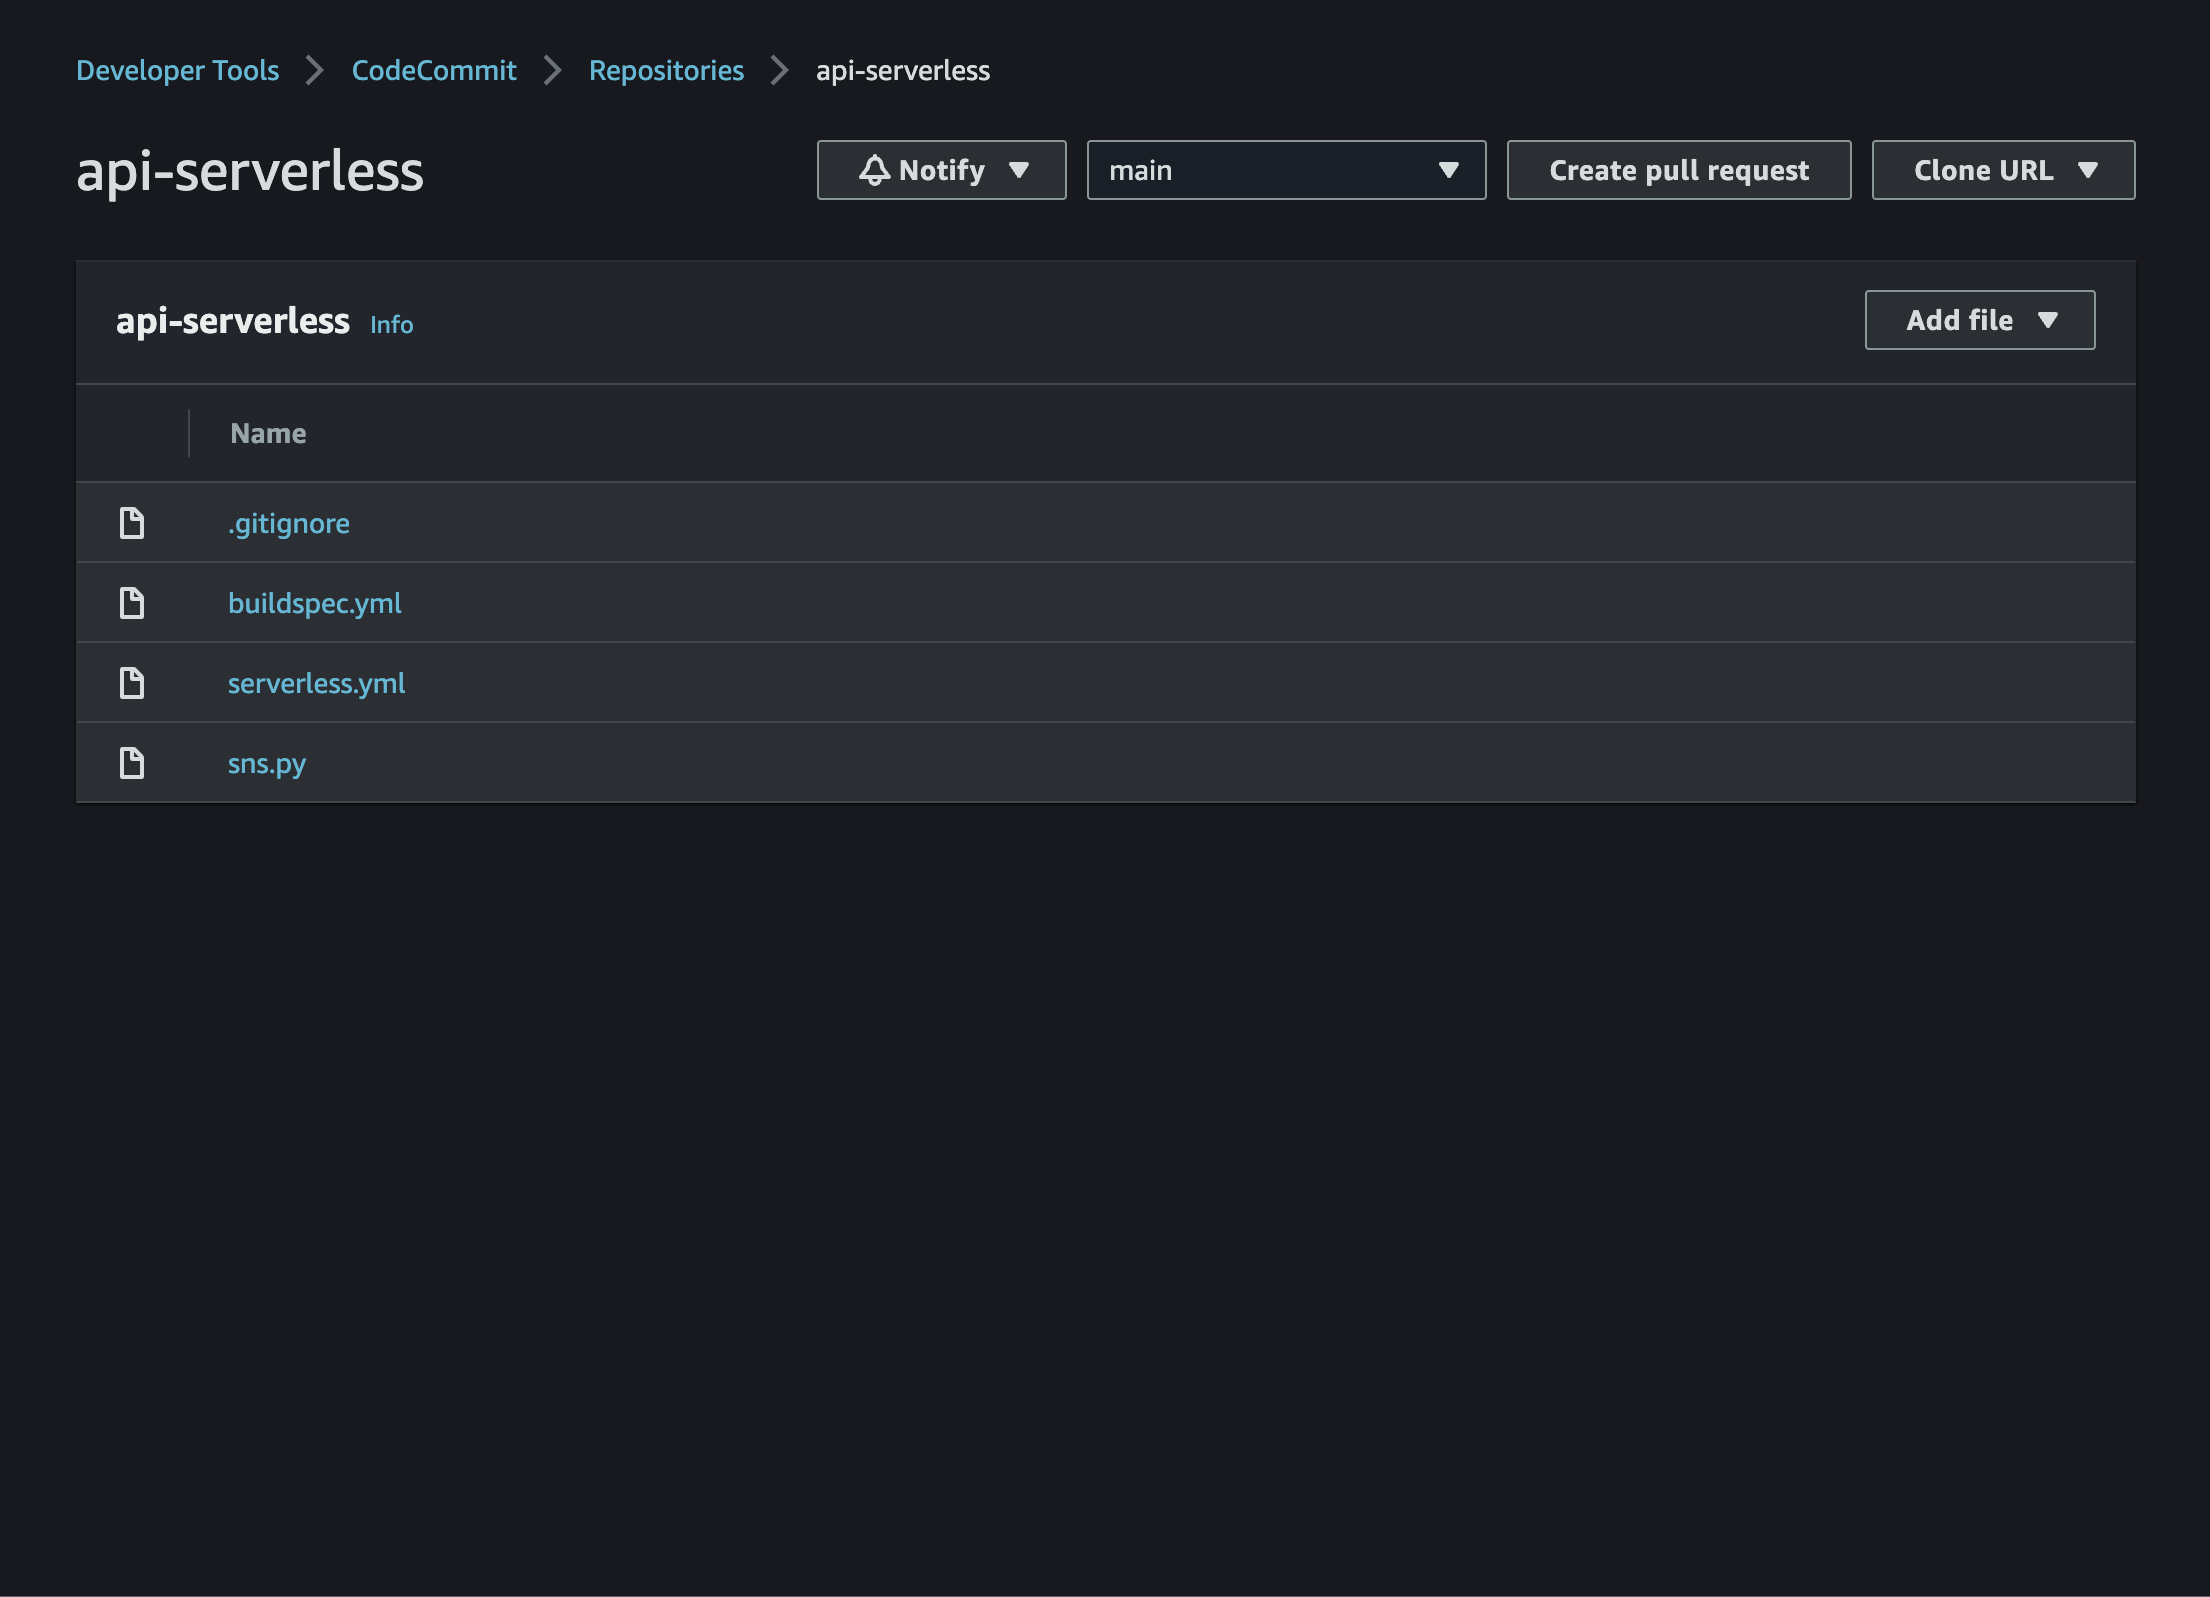 Developer Tools CodeCommit Repositories api-serverless
api-serverless Notify main Create pull request Clone URL
api-serverless Info Add file
Name
.gitignore
buildspec.yml
serverless.yml
sns.py